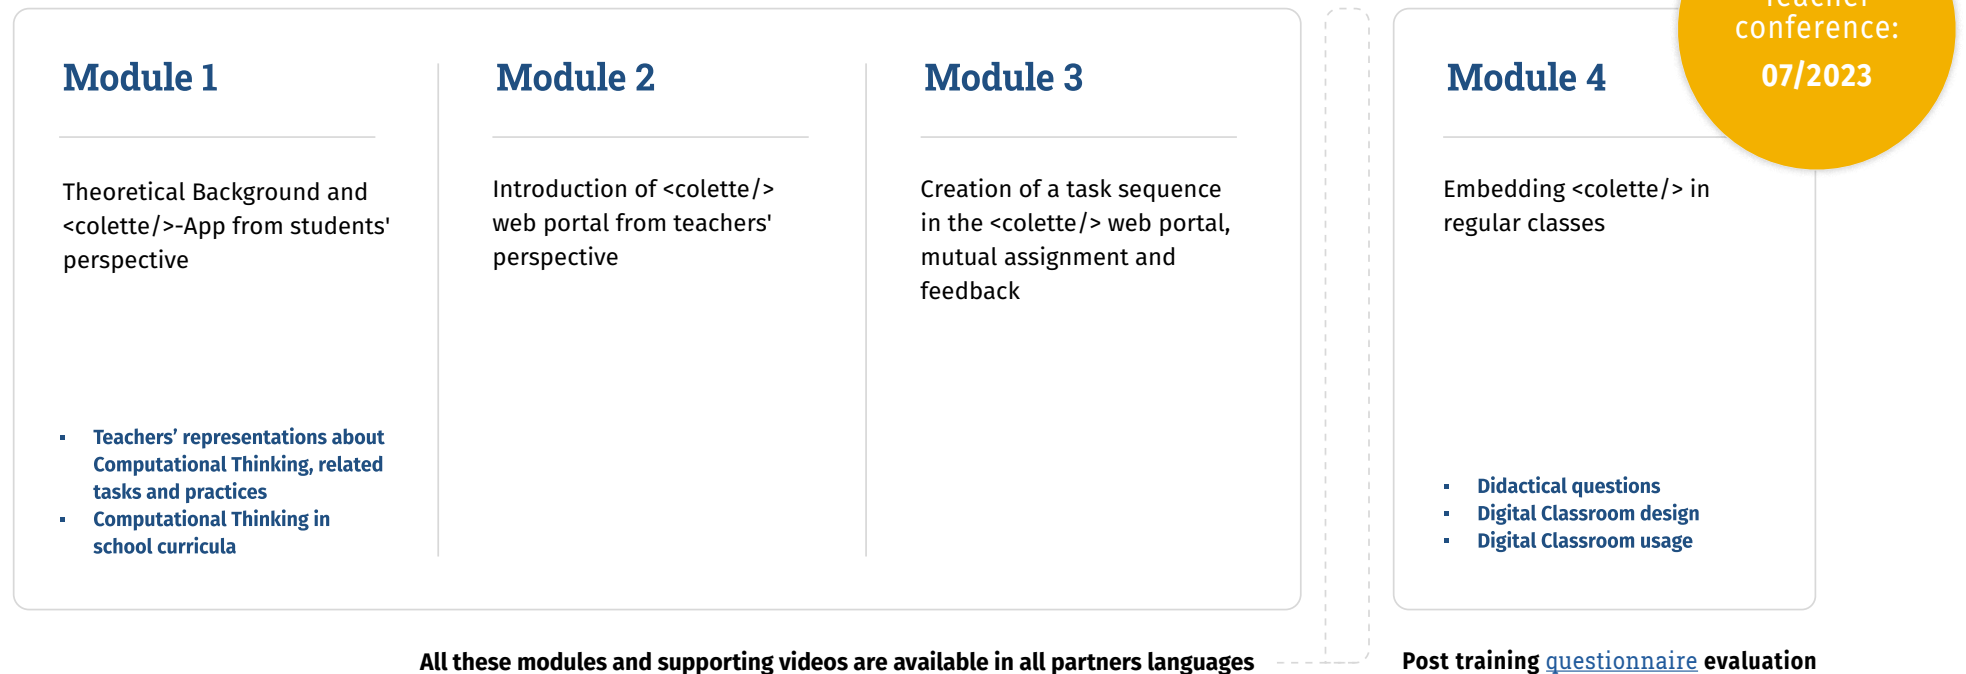 Module 1
Theoretical Background and
<colette/>-App from students'
perspective
▪ Teachers’ representations about
Computational Thinking, related
tasks and practices
▪ Computational Thinking in
school curricula
Module 2
Introduction of <colette/>
web portal from teachers'
perspective
Module 3
Creation of a task sequence
in the <colette/> web portal,
mutual assignment and
feedback
Module 4
Embedding <colette/> in
regular classes
▪ Didactical questions
▪ Digital Classroom design
▪ Digital Classroom usage
Teacher
conference:
07/2023
All these modules and supporting videos are available in all partners languages
Post training questionnaire evaluation